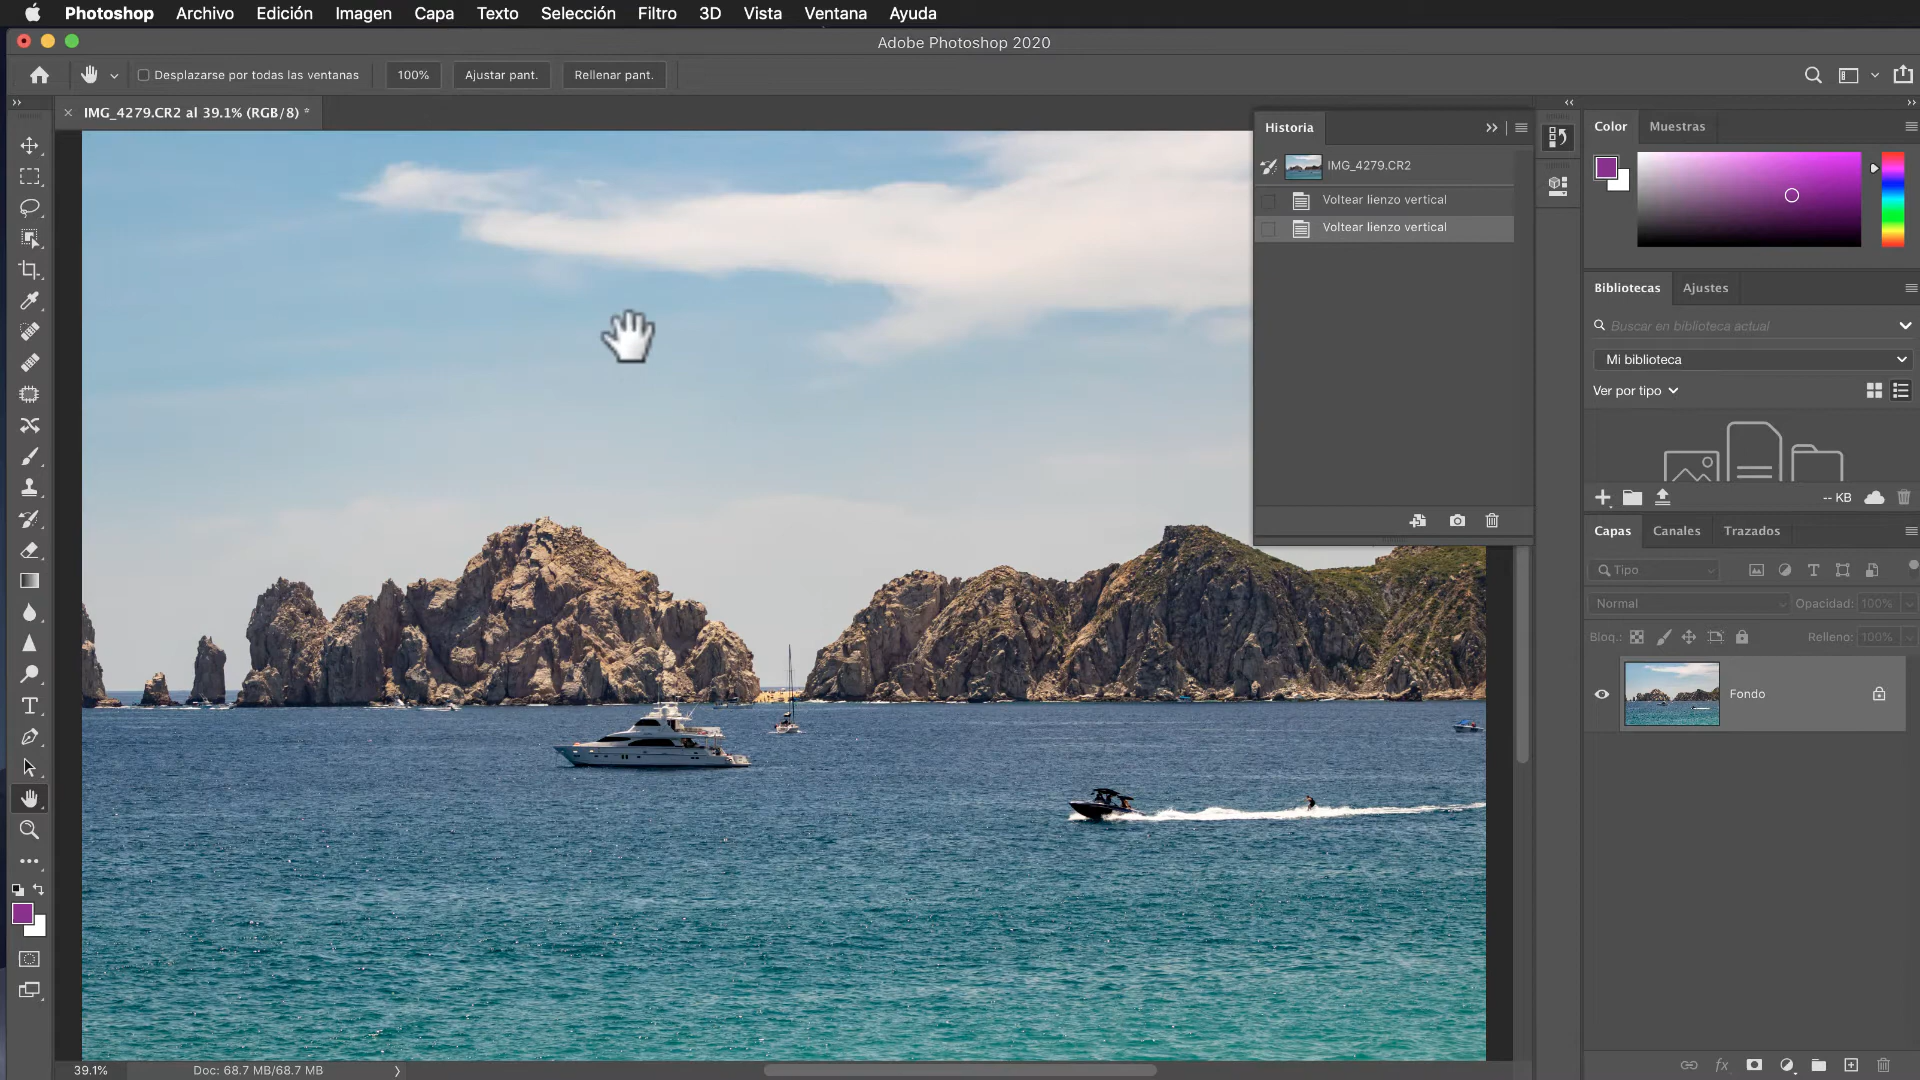 Photoshop Archivo Edición Imagen Capa Texto Selección Filtro 3D Vista Ventana Ayuda
Adobe Photoshop 2020
Desplazarse por todas las ventanas 100% Ajustar pant. Rellenar pant.
IMG_4279.CR2 al 39.1% (RGB/8) *
Historia
IMG_4279.CR2
Voltear lienzo vertical
Voltear lienzo vertical
Color Muestras
Bibliotecas Ajustes
Buscar en biblioteca actual
Mi biblioteca
Ver por tipo
-- KB
Capas Canales Trazados
Tipo
Normal Opacidad: 100%
Bloq.: Relleno: 100%
Fondo
fx
39.1% Doc: 68.7 MB/68.7 MB